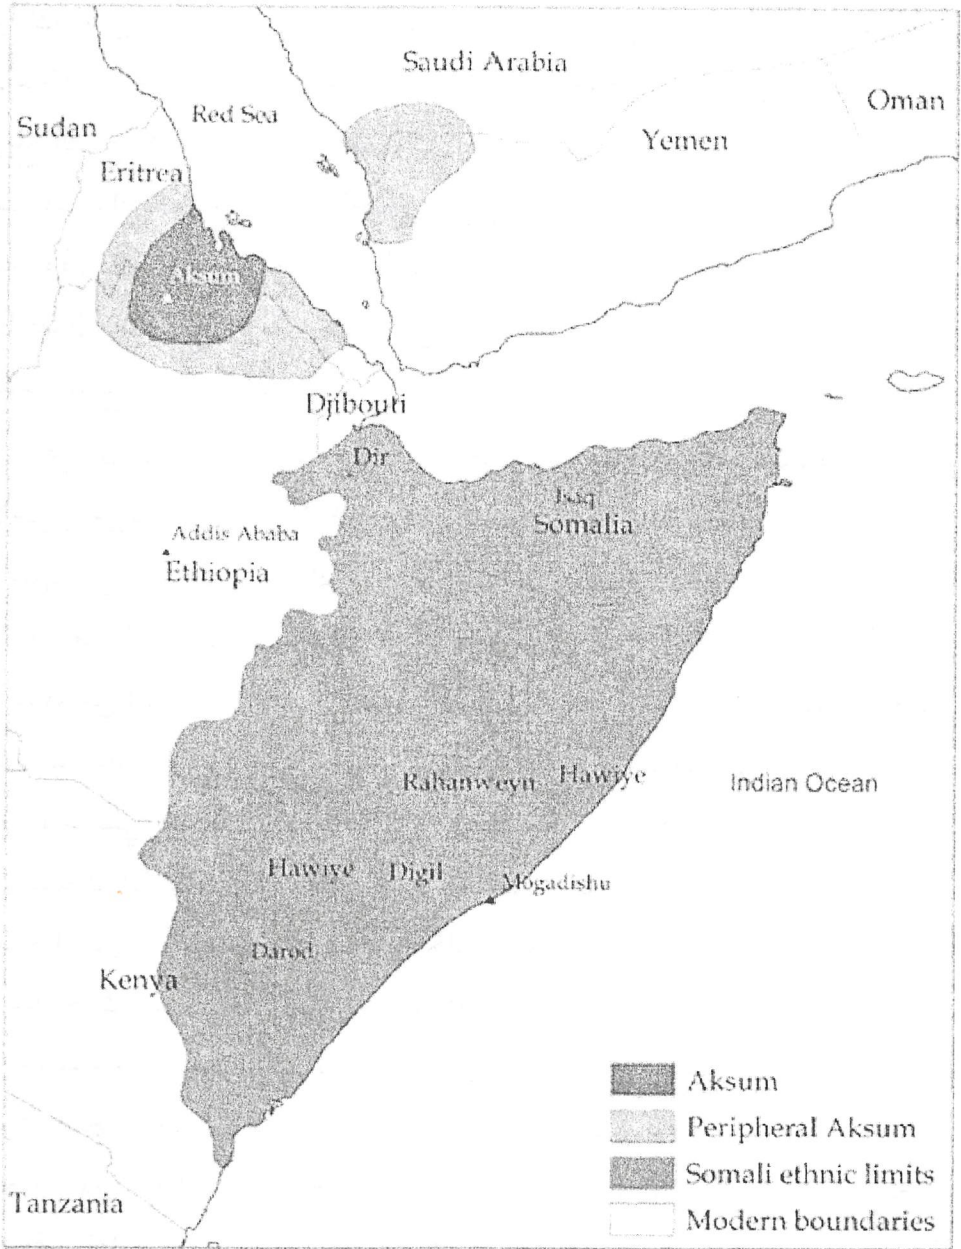 Saudi Arabia
Oman
Red Sea
Sudan
Yemen
Eritrea
Aksum
Djibouti
Dir
Isaq
Somalia
Addis Ababa
Ethiopia
Rahanweyn
Hawiye
Indian Ocean
Hawiye
Digil
Mogadishu
Darod
Kenya
Aksum
Peripheral Aksum
Somali ethnic limits
Tanzania
Modern boundaries